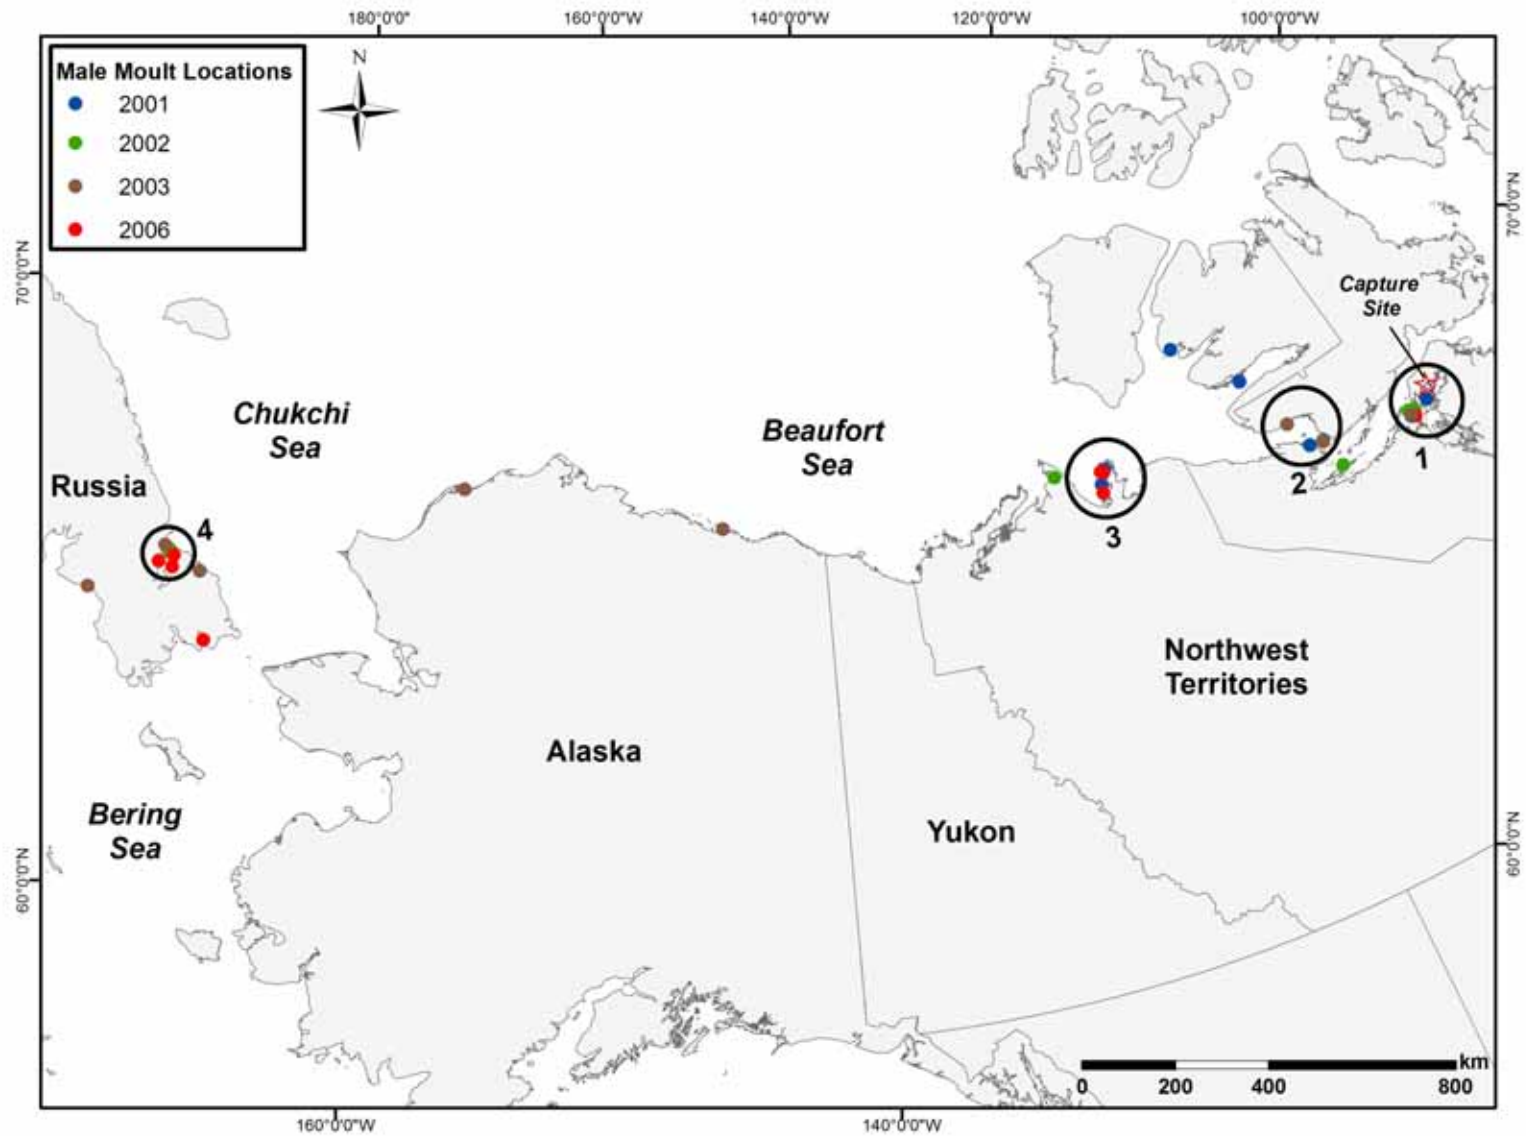 180°0'0"
160°0'0"W
140°0'0"W
120°0'0"W
100°0'0"W
Male Moult Locations
2001
2002
2003
2006
N
70°0'0"N
70°0'0"N
Capture
Site
Chukchi
Sea
Beaufort
Sea
Russia
1
2
3
4
Northwest
Territories
Alaska
Yukon
Bering
Sea
60°0'0"N
60°0'0"N
km
0
200
400
800
160°0'0"W
140°0'0"W